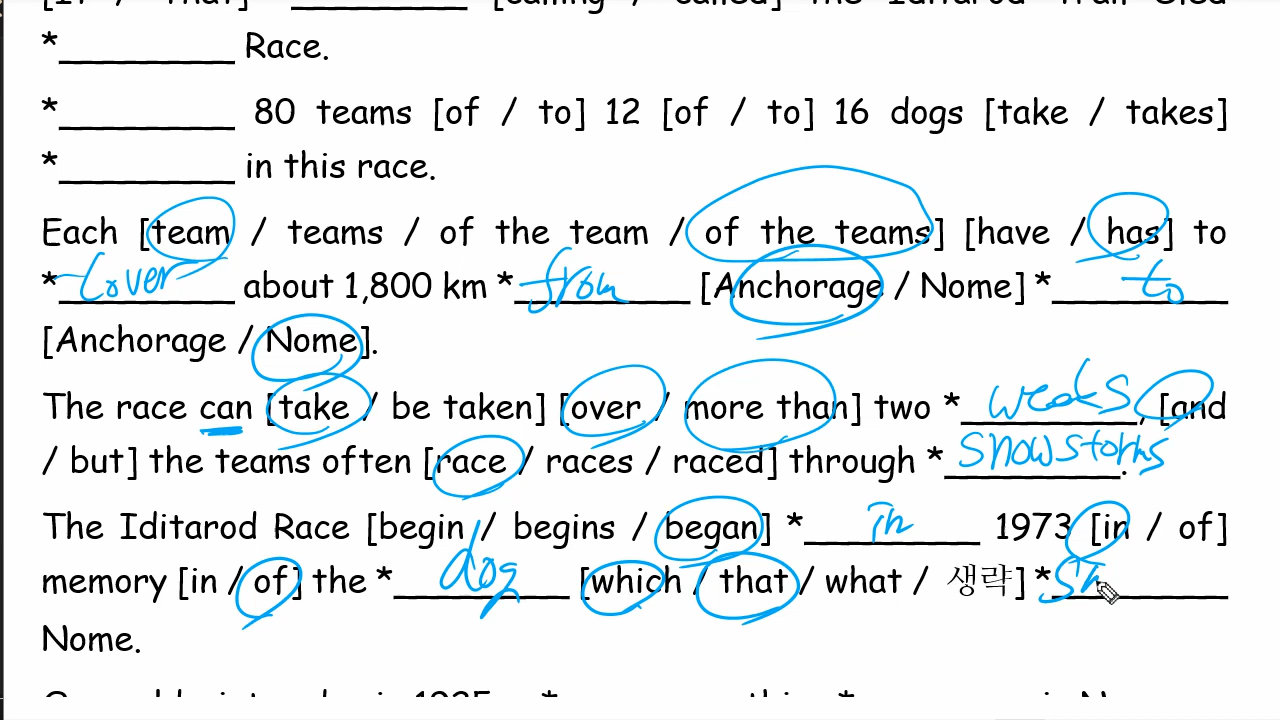 *__________ Race.
*__________ 80 teams [of / to] 12 [of / to] 16 dogs [take / takes]
*__________ in this race.
Each [team / teams / of the team / of the teams] [have / has] to
*cover about 1,800 km *from [Anchorage / Nome] *to
[Anchorage / Nome].
The race can [take / be taken] [over / more than] two *weeks, [and
/ but] the teams often [race / races / raced] through *snowstorms.
The Iditarod Race [begin / begins / began] *in 1973 [in / of]
memory [in / of] the *dog [which / that / what / 생략] *
Nome.